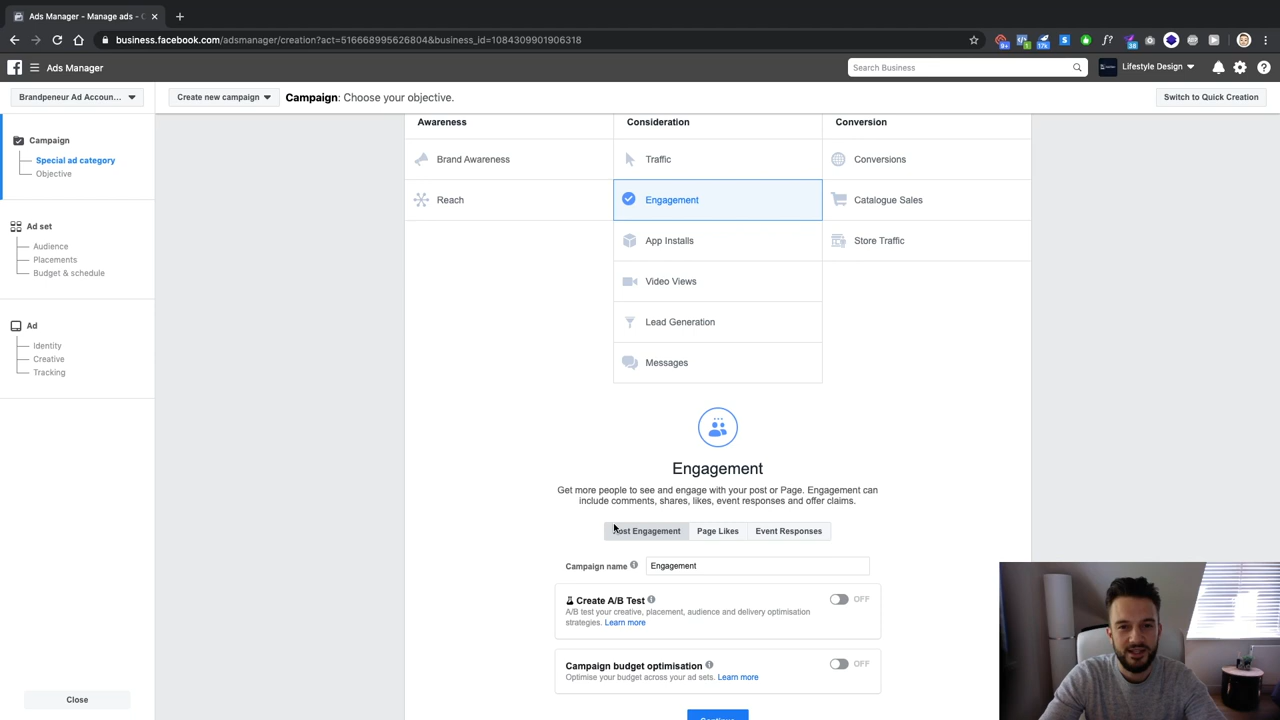 Ads Manager - Manage ads - C
business.facebook.com/adsmanager/creation?act=516668995626804&business_id=1084309901906318
9+
1
17k
S
f?
38
Ads Manager
Search Business
Lifestyle Design
Brandpeneur Ad Accoun...
Create new campaign
Campaign: Choose your objective.
Switch to Quick Creation
Campaign
Special ad category
Objective
Ad set
Audience
Placements
Budget & schedule
Ad
Identity
Creative
Tracking
Close
Awareness
Consideration
Conversion
Brand Awareness
Traffic
Conversions
Reach
Engagement
Catalogue Sales
App Installs
Store Traffic
Video Views
Lead Generation
Messages
Engagement
Get more people to see and engage with your post or Page. Engagement can
include comments, shares, likes, event responses and offer claims.
Post Engagement
Page Likes
Event Responses
Campaign name
Engagement
Create A/B Test
OFF
A/B test your creative, placement, audience and delivery optimisation
strategies. Learn more
Campaign budget optimisation
OFF
Optimise your budget across your ad sets. Learn more
Continue